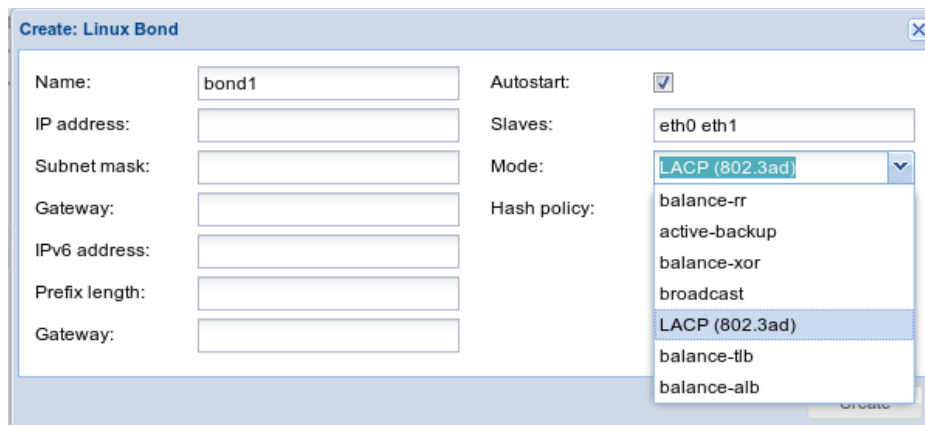 Create: Linux Bond
Name: bond1
IP address:
Subnet mask:
Gateway:
IPv6 address:
Prefix length:
Gateway:
Autostart:
Slaves: eth0 eth1
Mode: LACP (802.3ad)
Hash policy:
balance-rr
active-backup
balance-xor
broadcast
LACP (802.3ad)
balance-tlb
balance-alb
Create